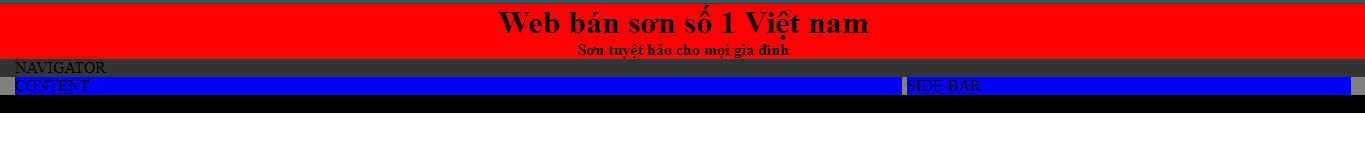 Web bán sơn số 1 Việt nam
Sơn tuyệt hảo cho mọi gia đình
NAVIGATOR
CONTENT
SIDE BAR